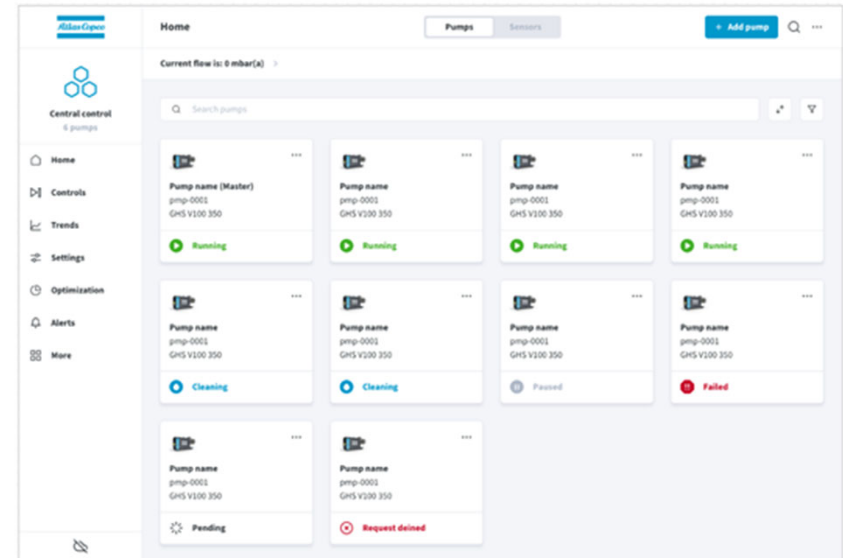 Atlas Copco
Home
Pumps
Sensors
+ Add pump
Current flow is: 0 mbar(a)
Central control
6 pumps
Home
Controls
Trends
Settings
Optimization
Alerts
More
Search pumps
Pump name (Master)
pmp-0001
GHS V100 350
Running
Pump name
pmp-0001
GHS V100 350
Running
Pump name
pmp-0001
GHS V100 350
Running
Pump name
pmp-0001
GHS V100 350
Running
Pump name
pmp-0001
GHS V100 350
Cleaning
Pump name
pmp-0001
GHS V100 350
Cleaning
Pump name
pmp-0001
GHS V100 350
Paused
Pump name
pmp-0001
GHS V100 350
Failed
Pump name
pmp-0001
GHS V100 350
Pending
Pump name
pmp-0001
GHS V100 350
Request deined